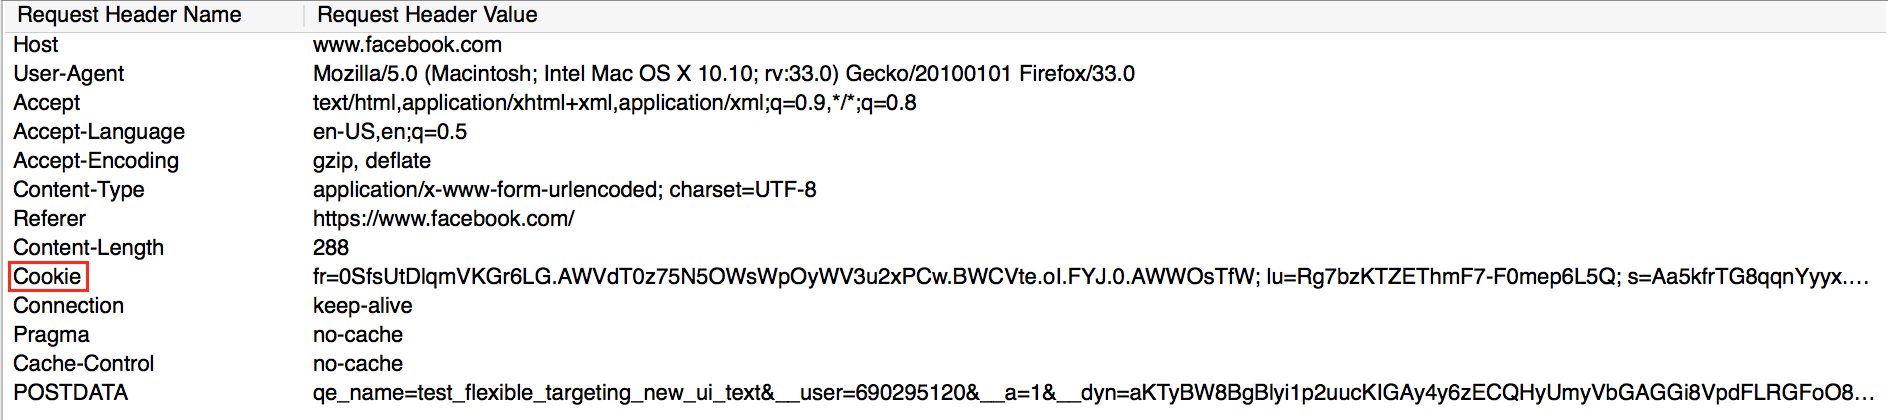 Request Header Name Request Header Value
Host www.facebook.com
User-Agent Mozilla/5.0 (Macintosh; Intel Mac OS X 10.10; rv:33.0) Gecko/20100101 Firefox/33.0
Accept text/html,application/xhtml+xml,application/xml;q=0.9,*/*;q=0.8
Accept-Language en-US,en;q=0.5
Accept-Encoding gzip, deflate
Content-Type application/x-www-form-urlencoded; charset=UTF-8
Referer https://www.facebook.com/
Content-Length 288
Cookie fr=0SfsUtDlqmVKGr6LG.AWVdT0z75N5OWsWpOyWV3u2xPCw.BWCVte.oI.FYJ.0.AWWOsTfW; lu=Rg7bzKTZEThmF7-F0mep6L5Q; s=Aa5kfrTG8qqnYyyx.…
Connection keep-alive
Pragma no-cache
Cache-Control no-cache
POSTDATA qe_name=test_flexible_targeting_new_ui_text&__user=690295120&__a=1&__dyn=aKTyBW8BgBlyi1p2uucKIGAy4y6zECQHyUmyVbGAGGi8VpdFLRGFoO8…